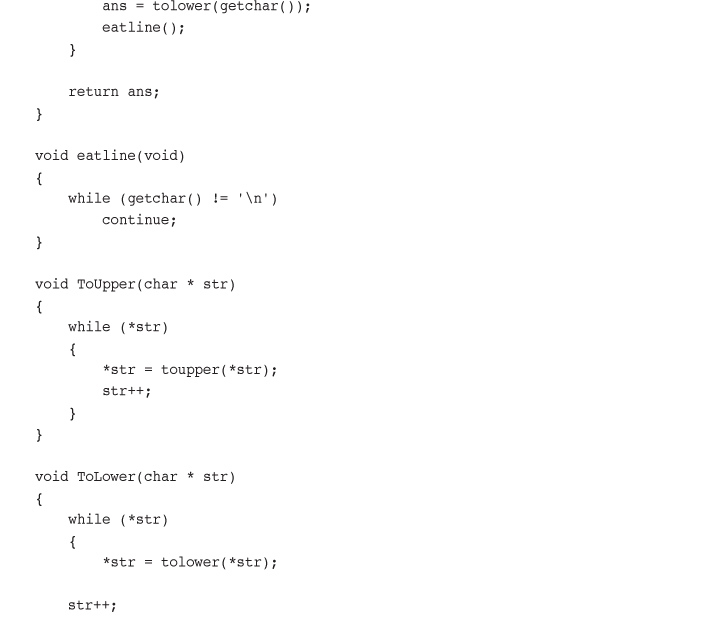 ans = tolower(getchar());
        eatline();
    }

    return ans;
}

void eatline(void)
{
    while (getchar() != '\n')
        continue;
}

void ToUpper(char * str)
{
    while (*str)
    {
        *str = toupper(*str);
        str++;
    }
}

void ToLower(char * str)
{
    while (*str)
    {
        *str = tolower(*str);

    str++;